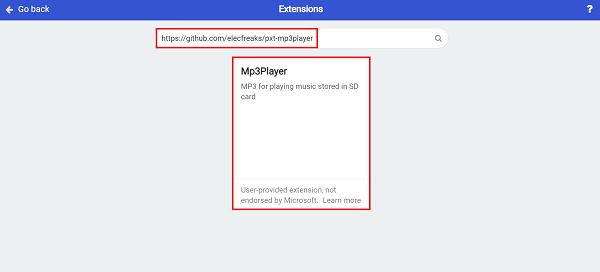 Go back
Extensions
?
https://github.com/elecfreaks/pxt-mp3player
Mp3Player
MP3 for playing music stored in SD
card
User-provided extension, not
endorsed by Microsoft. Learn more